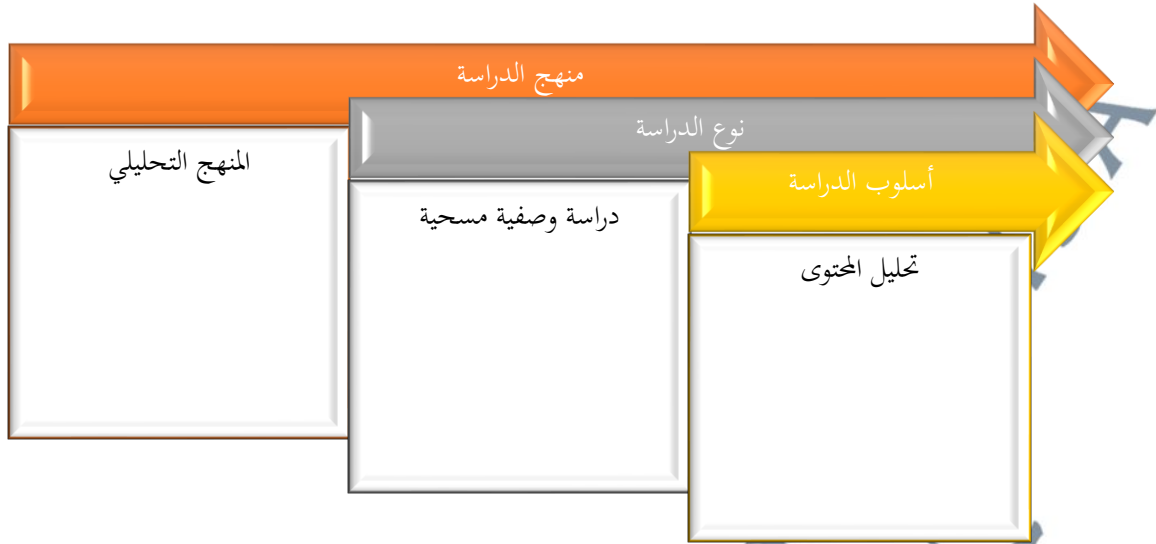 منهج الدراسة
المنهج التحليلي
نوع الدراسة
دراسة وصفية مسحية
أسلوب الدراسة
تحليل المحتوى